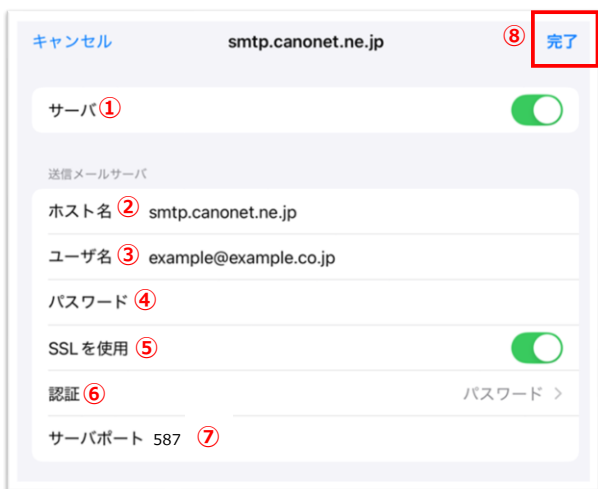 キャンセル smtp.canonet.ne.jp ⑧ 完了
サーバ①
送信メールサーバ
ホスト名 ② smtp.canonet.ne.jp
ユーザ名 ③ example@example.co.jp
パスワード ④
SSLを使用 ⑤
認証⑥ パスワード >
サーバポート 587 ⑦